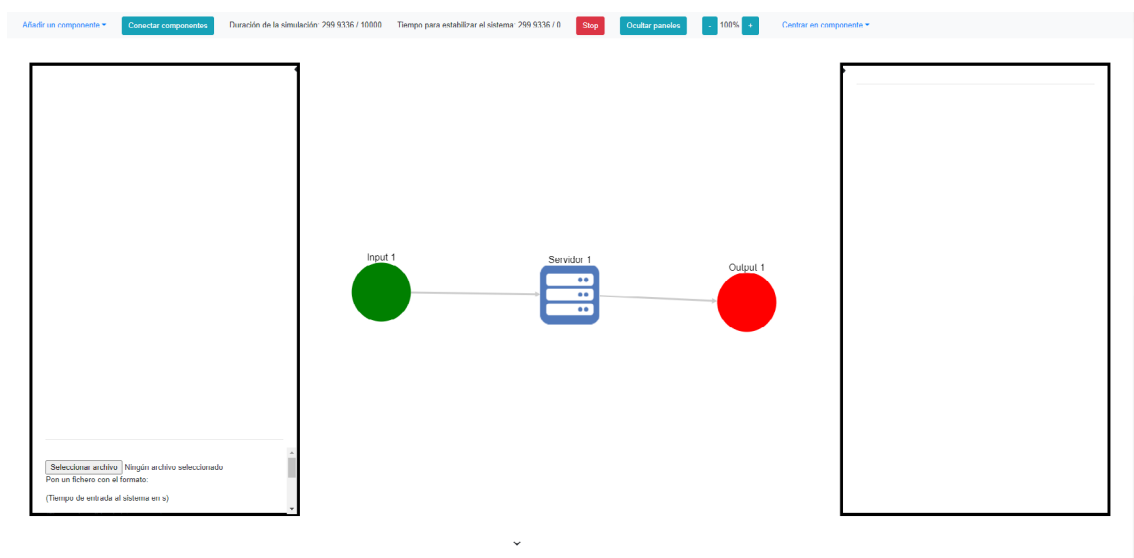 Añadir un componente Conectar componentes Duración de la simulación: 299.9336 / 10000 Tiempo para estabilizar el sistema: 299.9336 / 0 Stop Ocultar paneles - 100% + Centrar en componente
Input 1
Servidor 1
Output 1
Seleccionar archivo Ningún archivo seleccionado
Pon un fichero con el formato:
(Tiempo de entrada al sistema en s)